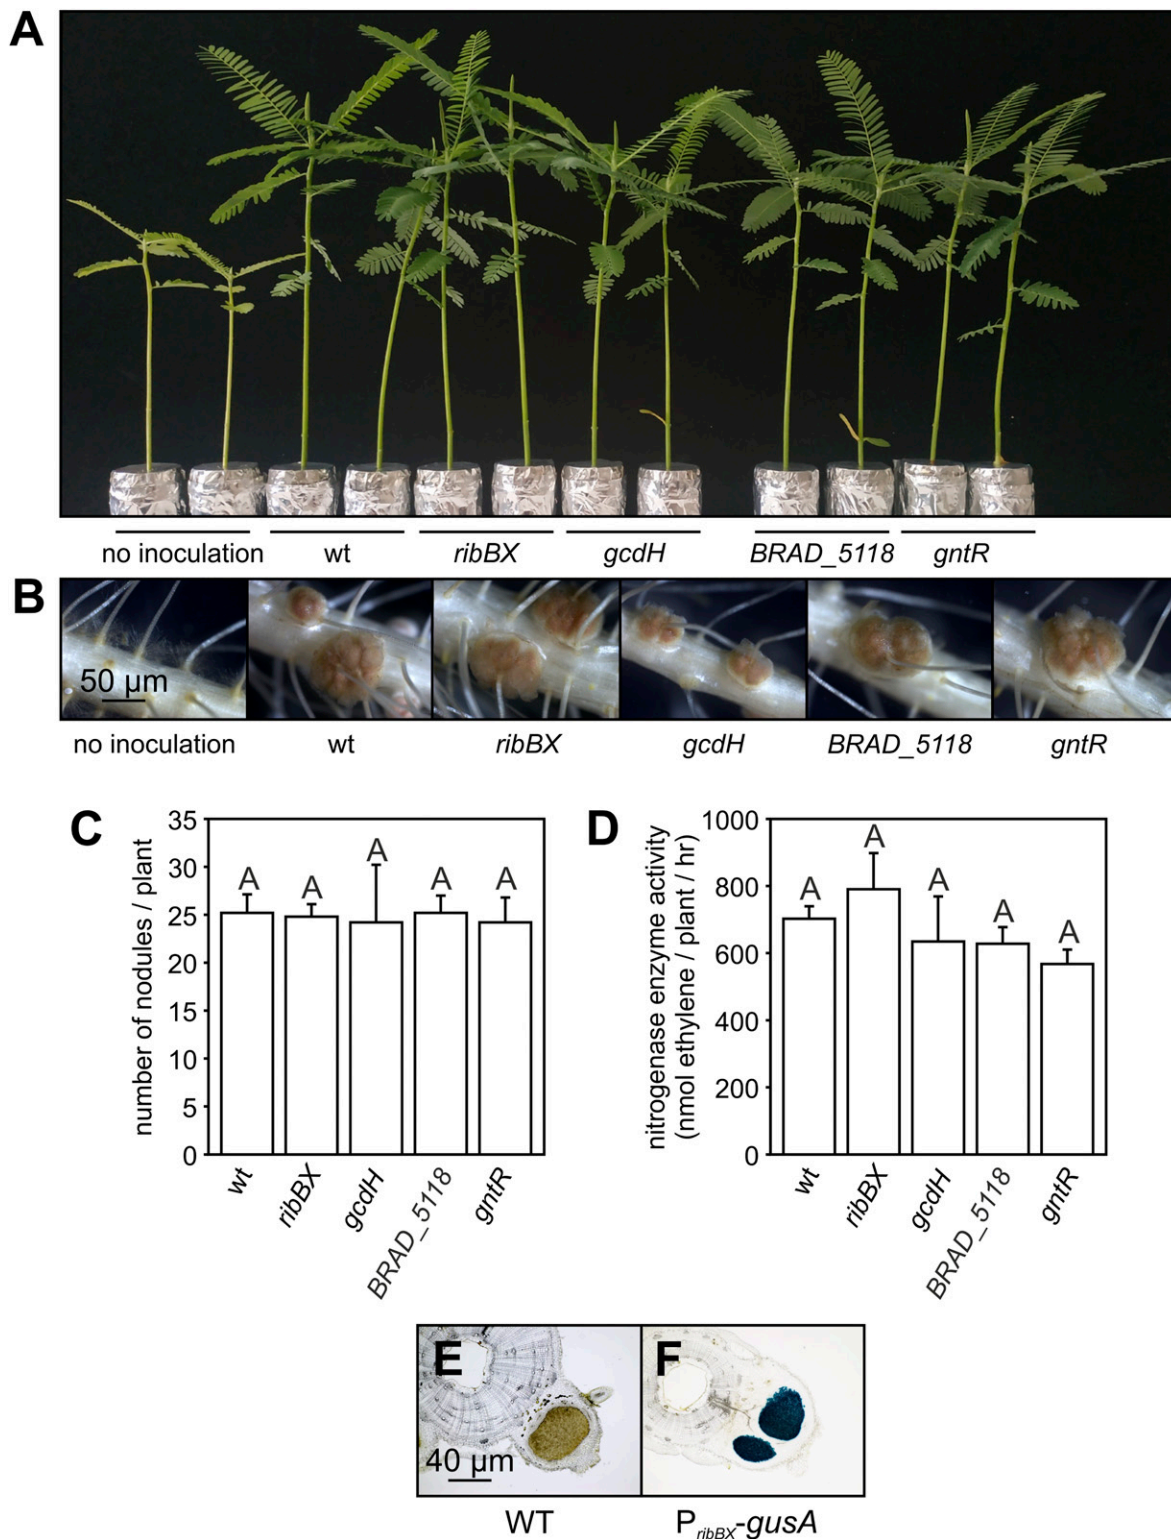 A
no inoculation wt ribBX gcdH BRAD_5118 gntR
B
50 µm
no inoculation wt ribBX gcdH BRAD_5118 gntR
C
number of nodules / plant
35
30
25
20
15
10
5
0
A A A A A
wt ribBX gcdH BRAD_5118 gntR
D
nitrogenase enzyme activity
(nmol ethylene / plant / hr)
1000
800
600
400
200
0
A A A A A
wt ribBX gcdH BRAD_5118 gntR
E F
40 µm
WT PribBX-gusA